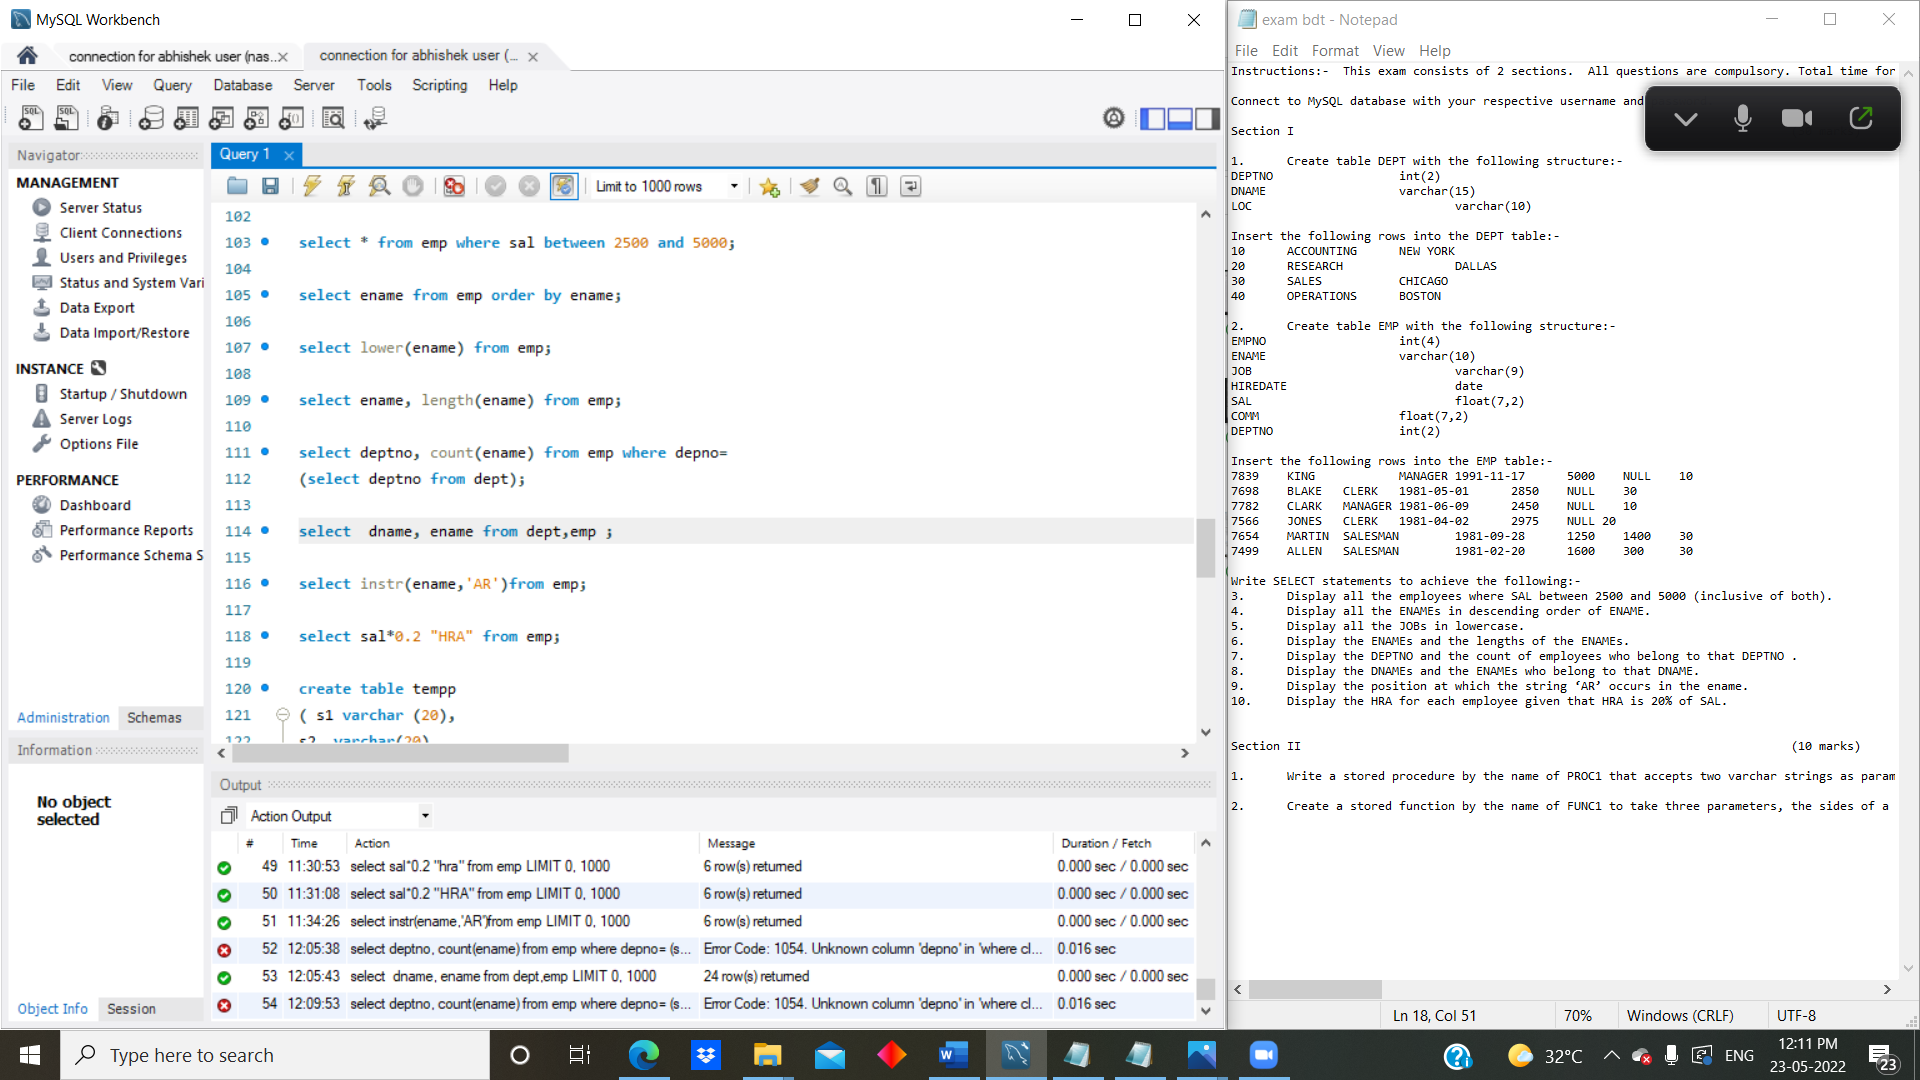 MySQL Workbench
connection for abhishek user (nas...
connection for abhishek user (...
File Edit View Query Database Server Tools Scripting Help
Navigator
MANAGEMENT
Server Status
Client Connections
Users and Privileges
Status and System Vari
Data Export
Data Import/Restore
INSTANCE
Startup / Shutdown
Server Logs
Options File
PERFORMANCE
Dashboard
Performance Reports
Performance Schema S
Administration Schemas
Information
No object
selected
Object Info Session
Query 1
Limit to 1000 rows
102
103 select * from emp where sal between 2500 and 5000;
104
105 select ename from emp order by ename;
106
107 select lower(ename) from emp;
108
109 select ename, length(ename) from emp;
110
111 select deptno, count(ename) from emp where depno=
112 (select deptno from dept);
113
114 select  dname, ename from dept,emp ;
115
116 select instr(ename,'AR')from emp;
117
118 select sal*0.2 "HRA" from emp;
119
120 create table tempp
121 ( s1 varchar (20),
122 s2 varchar(20)
Output
Action Output
# Time Action Message Duration / Fetch
49 11:30:53 select sal*0.2 "hra" from emp LIMIT 0, 1000 6 row(s) returned 0.000 sec / 0.000 sec
50 11:31:08 select sal*0.2 "HRA" from emp LIMIT 0, 1000 6 row(s) returned 0.000 sec / 0.000 sec
51 11:34:26 select instr(ename,'AR')from emp LIMIT 0, 1000 6 row(s) returned 0.000 sec / 0.000 sec
52 12:05:38 select deptno, count(ename) from emp where depno= (s... Error Code: 1054. Unknown column 'depno' in 'where cl... 0.016 sec
53 12:05:43 select  dname, ename from dept,emp LIMIT 0, 1000 24 row(s) returned 0.000 sec / 0.000 sec
54 12:09:53 select deptno, count(ename) from emp where depno= (s... Error Code: 1054. Unknown column 'depno' in 'where cl... 0.016 sec
exam bdt - Notepad
File Edit Format View Help
Instructions:-  This exam consists of 2 sections.  All questions are compulsory. Total time for
Connect to MySQL database with your respective username and
Section I
1. Create table DEPT with the following structure:-
DEPTNO int(2)
DNAME varchar(15)
LOC varchar(10)
Insert the following rows into the DEPT table:-
10 ACCOUNTING NEW YORK
20 RESEARCH DALLAS
30 SALES CHICAGO
40 OPERATIONS BOSTON
2. Create table EMP with the following structure:-
EMPNO int(4)
ENAME varchar(10)
JOB varchar(9)
HIREDATE date
SAL float(7,2)
COMM float(7,2)
DEPTNO int(2)
Insert the following rows into the EMP table:-
7839 KING MANAGER 1991-11-17 5000 NULL 10
7698 BLAKE CLERK 1981-05-01 2850 NULL 30
7782 CLARK MANAGER 1981-06-09 2450 NULL 10
7566 JONES CLERK 1981-04-02 2975 NULL 20
7654 MARTIN SALESMAN 1981-09-28 1250 1400 30
7499 ALLEN SALESMAN 1981-02-20 1600 300 30
Write SELECT statements to achieve the following:-
3. Display all the employees where SAL between 2500 and 5000 (inclusive of both).
4. Display all the ENAMEs in descending order of ENAME.
5. Display all the JOBs in lowercase.
6. Display the ENAMEs and the lengths of the ENAMEs.
7. Display the DEPTNO and the count of employees who belong to that DEPTNO .
8. Display the DNAMEs and the ENAMEs who belong to that DNAME.
9. Display the position at which the string ‘AR’ occurs in the ename.
10. Display the HRA for each employee given that HRA is 20% of SAL.
Section II (10 marks)
1. Write a stored procedure by the name of PROC1 that accepts two varchar strings as param
2. Create a stored function by the name of FUNC1 to take three parameters, the sides of a
Ln 18, Col 51 70% Windows (CRLF) UTF-8
Type here to search
32°C ENG
12:11 PM
23-05-2022
23